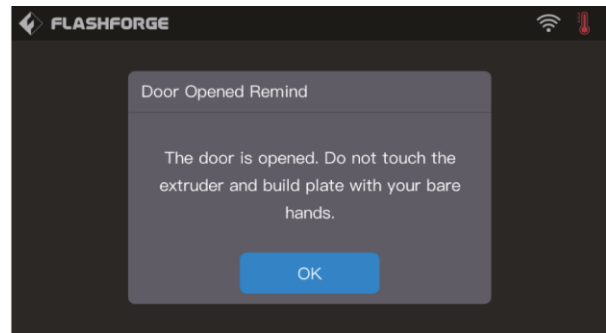 FLASHFORGE
Door Opened Remind
The door is opened. Do not touch the
extruder and build plate with your bare
hands.
OK